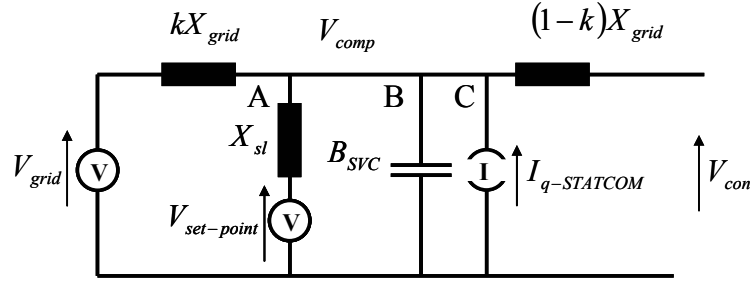 kX_grid
V_comp
(1-k)X_grid
A
B
C
X_sl
B_SVC
V_grid
V
I
I_q-STATCOM
V_con
V_set-point
V